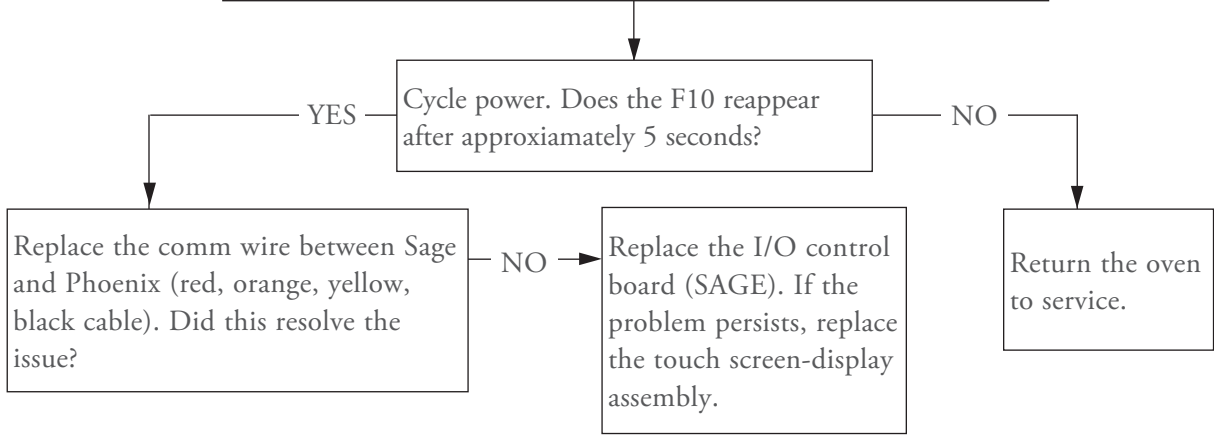 Cycle power. Does the F10 reappear
after approxiamately 5 seconds?
YES
NO
Replace the comm wire between Sage
and Phoenix (red, orange, yellow,
black cable). Did this resolve the
issue?
NO
Replace the I/O control
board (SAGE). If the
problem persists, replace
the touch screen-display
assembly.
Return the oven
to service.